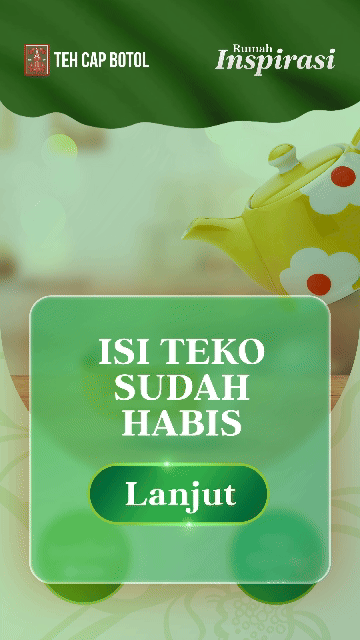 TEH CAP BOTOL
Rumah
Inspirasi
ISI TEKO
SUDAH
HABIS
Lanjut